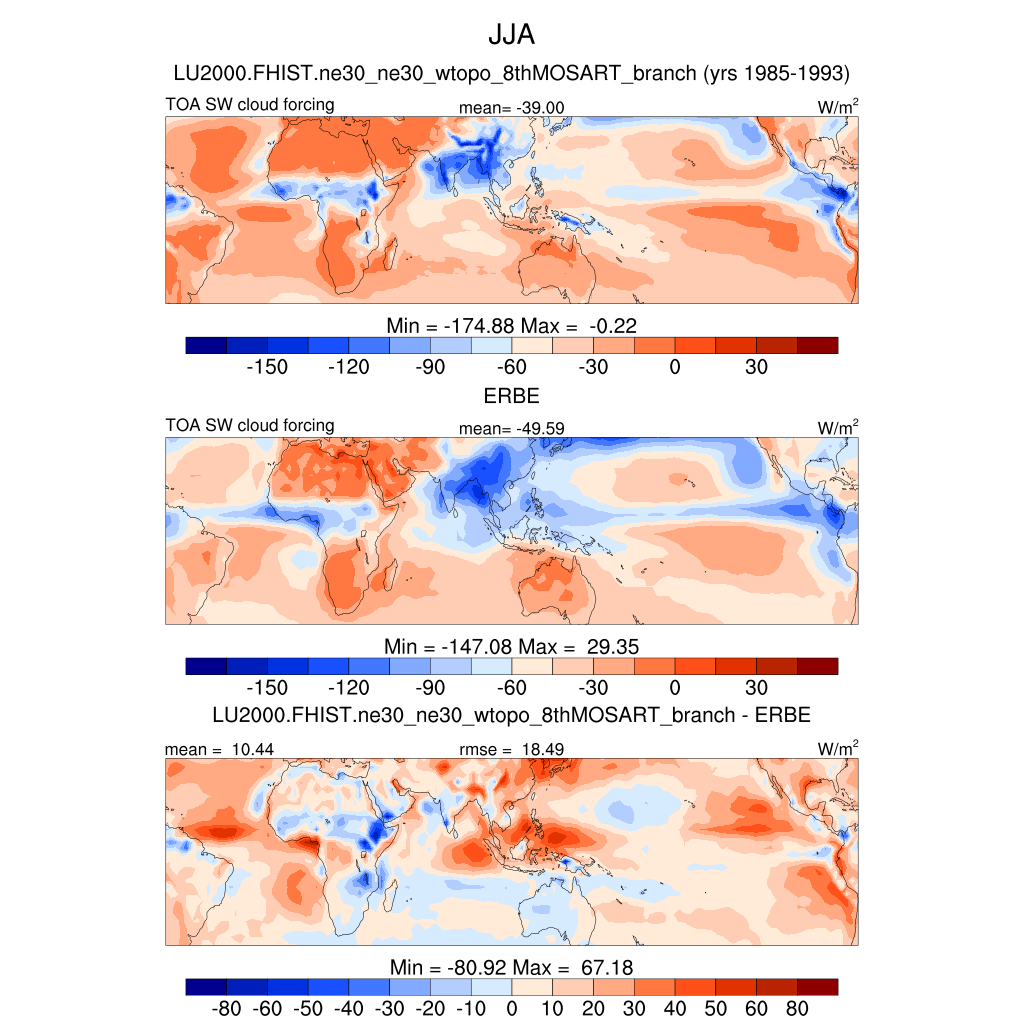 JJA
LU2000.FHIST.ne30_ne30_wtopo_8thMOSART_branch (yrs 1985-1993)
TOA SW cloud forcing mean= -39.00 W/m²
Min = -174.88 Max = -0.22
-150 -120 -90 -60 -30 0 30
ERBE
TOA SW cloud forcing mean= -49.59 W/m²
Min = -147.08 Max = 29.35
-150 -120 -90 -60 -30 0 30
LU2000.FHIST.ne30_ne30_wtopo_8thMOSART_branch - ERBE
mean = 10.44 rmse = 18.49 W/m²
Min = -80.92 Max = 67.18
-80 -60 -50 -40 -30 -20 -10 0 10 20 30 40 50 60 80